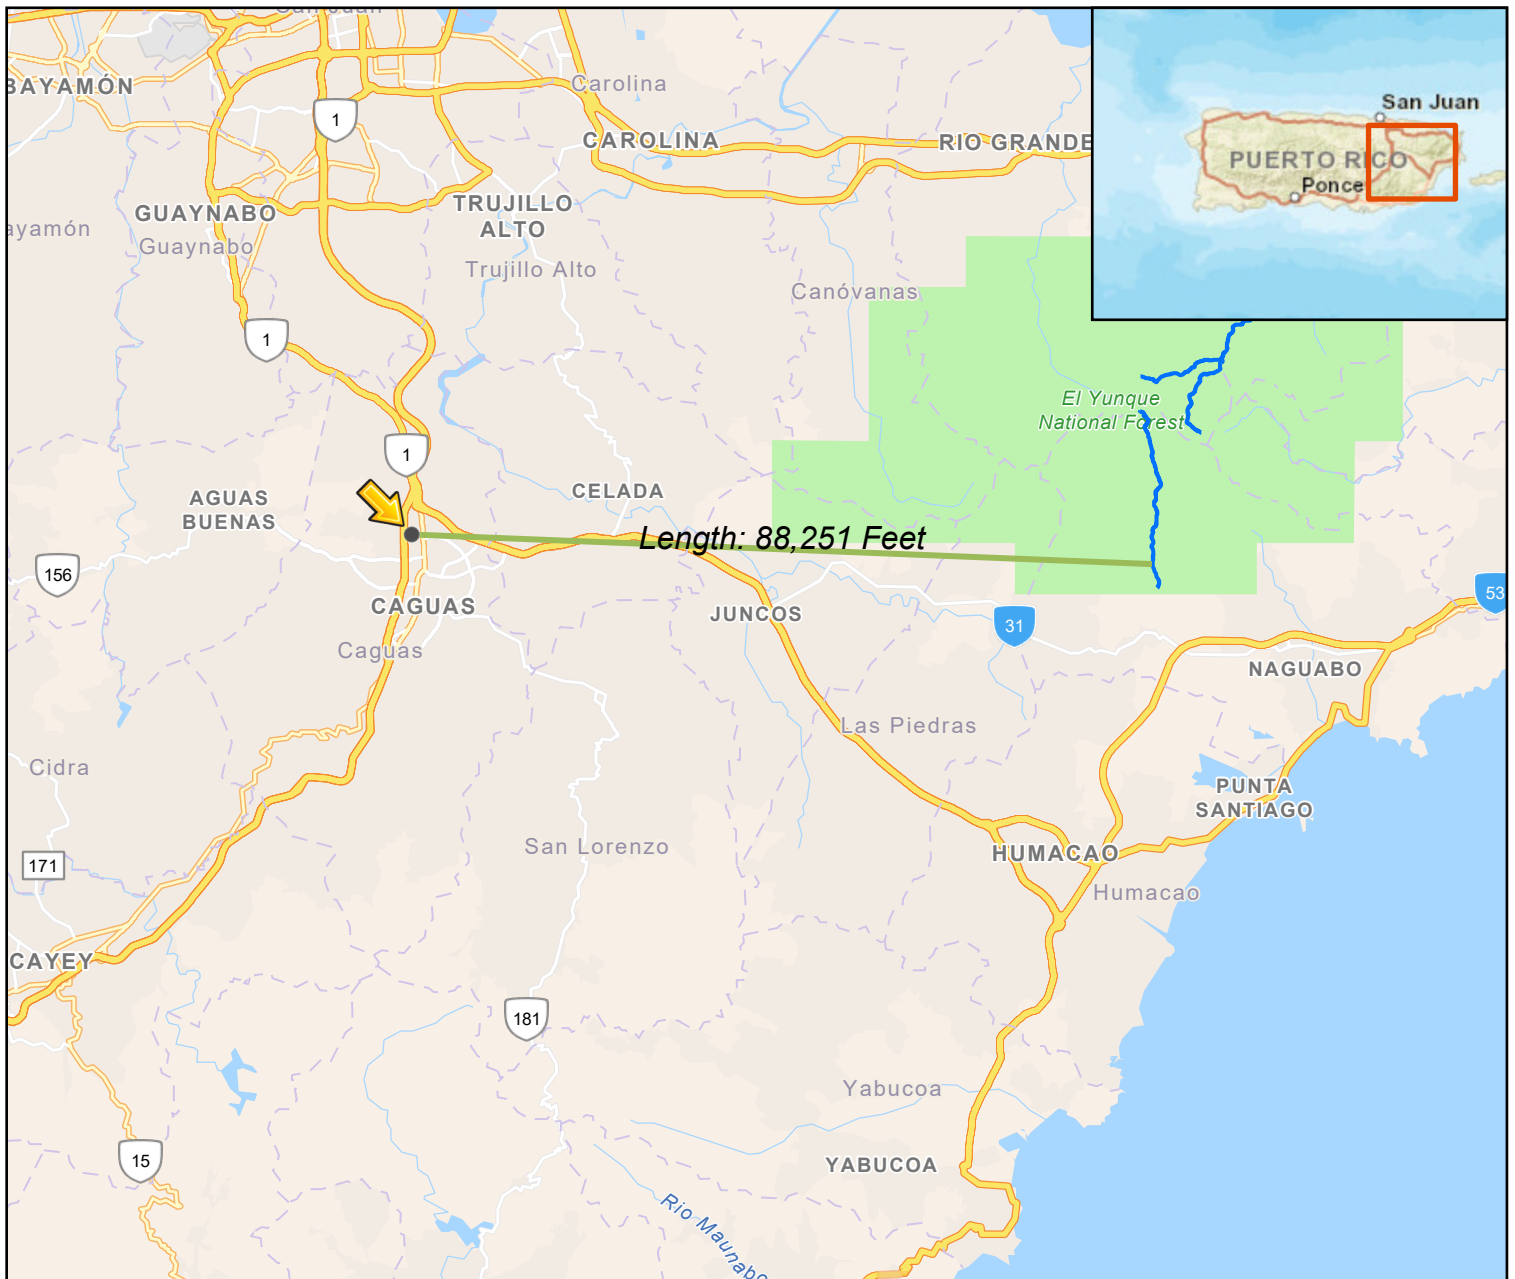 San Juan
BAYAMÓN
Carolina
1
CAROLINA
RIO GRANDE
San Juan
PUERTO RICO
Ponce
GUAYNABO
Guaynabo
ayamón
TRUJILLO
ALTO
Trujillo Alto
Canóvanas
1
El Yunque
National Forest
1
AGUAS
BUENAS
CELADA
Length: 88,251 Feet
156
CAGUAS
Caguas
JUNCOS
31
53
NAGUABO
Las Piedras
Cidra
PUNTA
SANTIAGO
171
San Lorenzo
HUMACAO
Humacao
CAYEY
181
Yabucoa
15
YABUCOA
Rio Maunabo